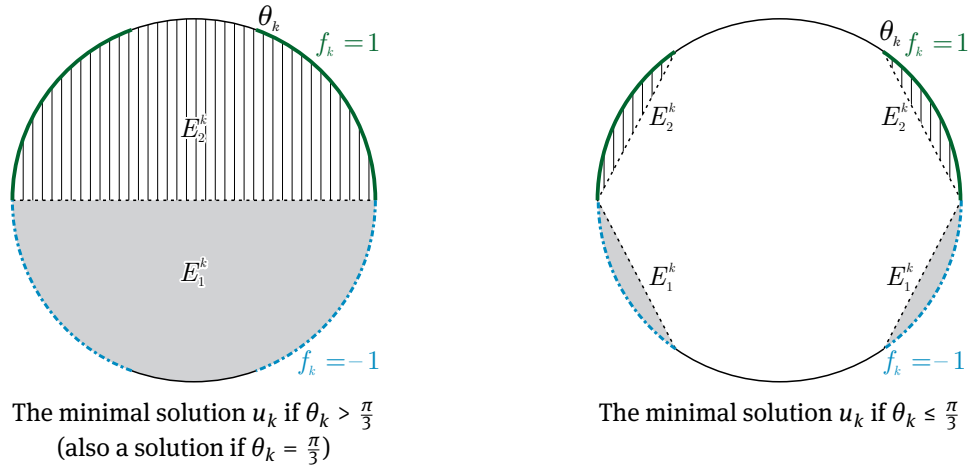 θₖ
fₖ = 1
E₂ᵏ
E₁ᵏ
fₖ = −1
The minimal solution uₖ if θₖ > π/3
(also a solution if θₖ = π/3)
θₖ fₖ = 1
E₂ᵏ E₂ᵏ
E₁ᵏ E₁ᵏ
fₖ = −1
The minimal solution uₖ if θₖ ≤ π/3